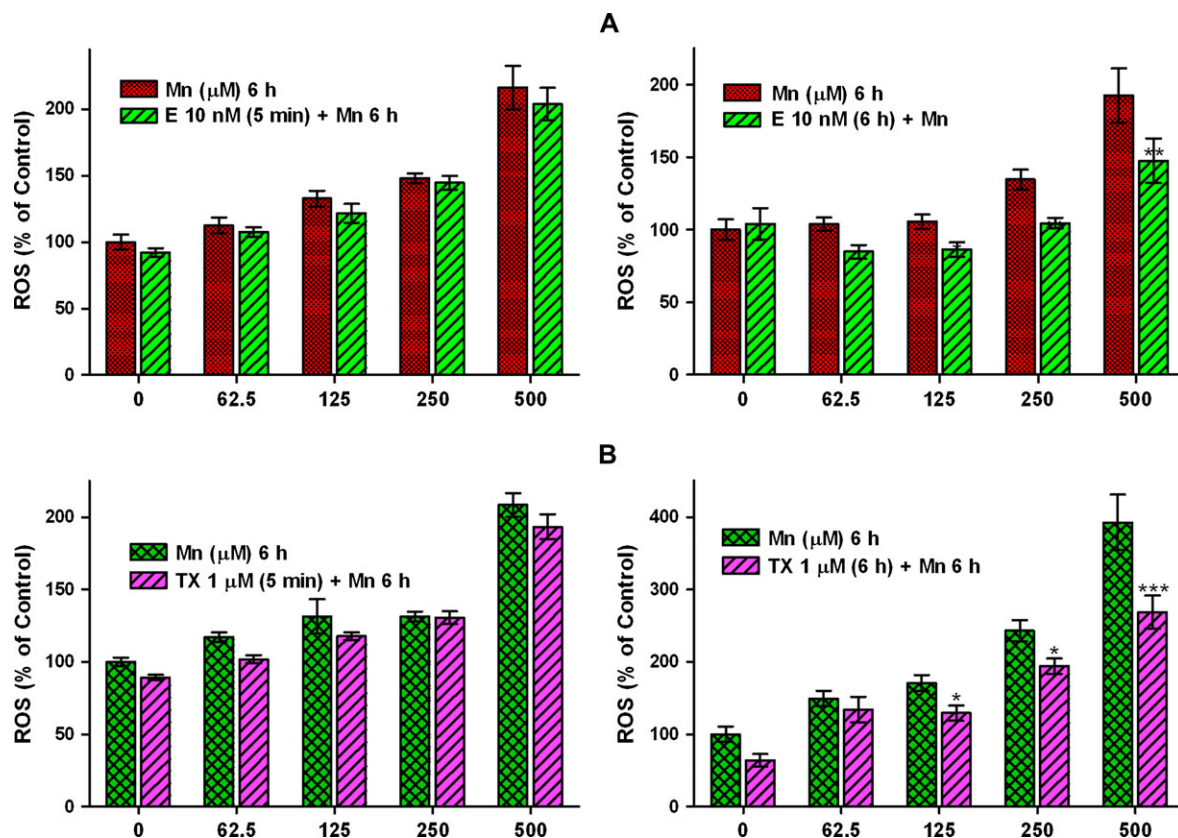 A
ROS (% of Control)
200
150
100
50
0
Mn (μM) 6 h
E 10 nM (5 min) + Mn 6 h
0 62.5 125 250 500
ROS (% of Control)
200
150
100
50
0
Mn (μM) 6 h
E 10 nM (6 h) + Mn
**
0 62.5 125 250 500
B
ROS (% of Control)
200
150
100
50
0
Mn (μM) 6 h
TX 1 μM (5 min) + Mn 6 h
0 62.5 125 250 500
ROS (% of Control)
400
300
200
100
0
Mn (μM) 6 h
TX 1 μM (6 h) + Mn 6 h
*
*
***
0 62.5 125 250 500